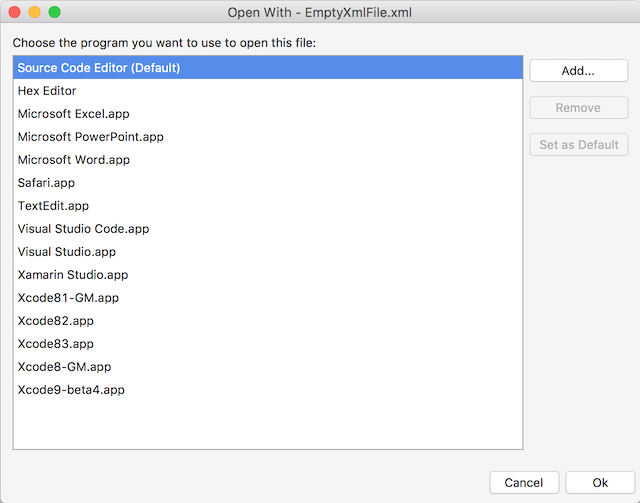 Open With - EmptyXmlFile.xml
Choose the program you want to use to open this file:
Source Code Editor (Default)
Hex Editor
Microsoft Excel.app
Microsoft PowerPoint.app
Microsoft Word.app
Safari.app
TextEdit.app
Visual Studio Code.app
Visual Studio.app
Xamarin Studio.app
Xcode81-GM.app
Xcode82.app
Xcode83.app
Xcode8-GM.app
Xcode9-beta4.app
Add...
Remove
Set as Default
Cancel
Ok